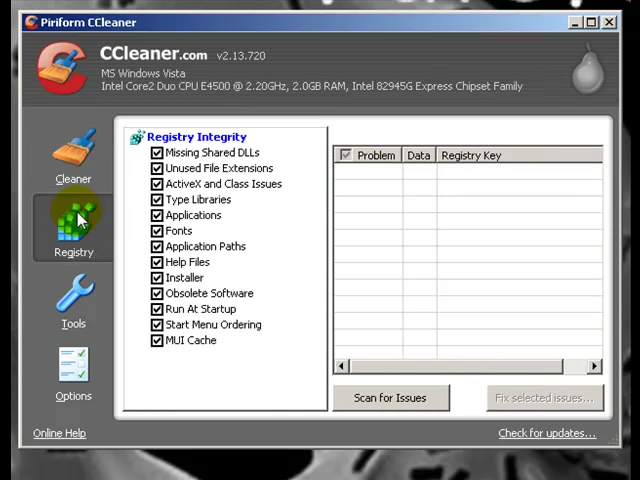 Piriform CCleaner
CCleaner.com v2.13.720
MS Windows Vista
Intel Core2 Duo CPU E4500 @ 2.20GHz, 2.0GB RAM, Intel 82945G Express Chipset Family
Cleaner
Registry
Tools
Options
Registry Integrity
Missing Shared DLLs
Unused File Extensions
ActiveX and Class Issues
Type Libraries
Applications
Fonts
Application Paths
Help Files
Installer
Obsolete Software
Run At Startup
Start Menu Ordering
MUI Cache
Problem Data Registry Key
Scan for Issues
Fix selected issues...
Online Help
Check for updates...